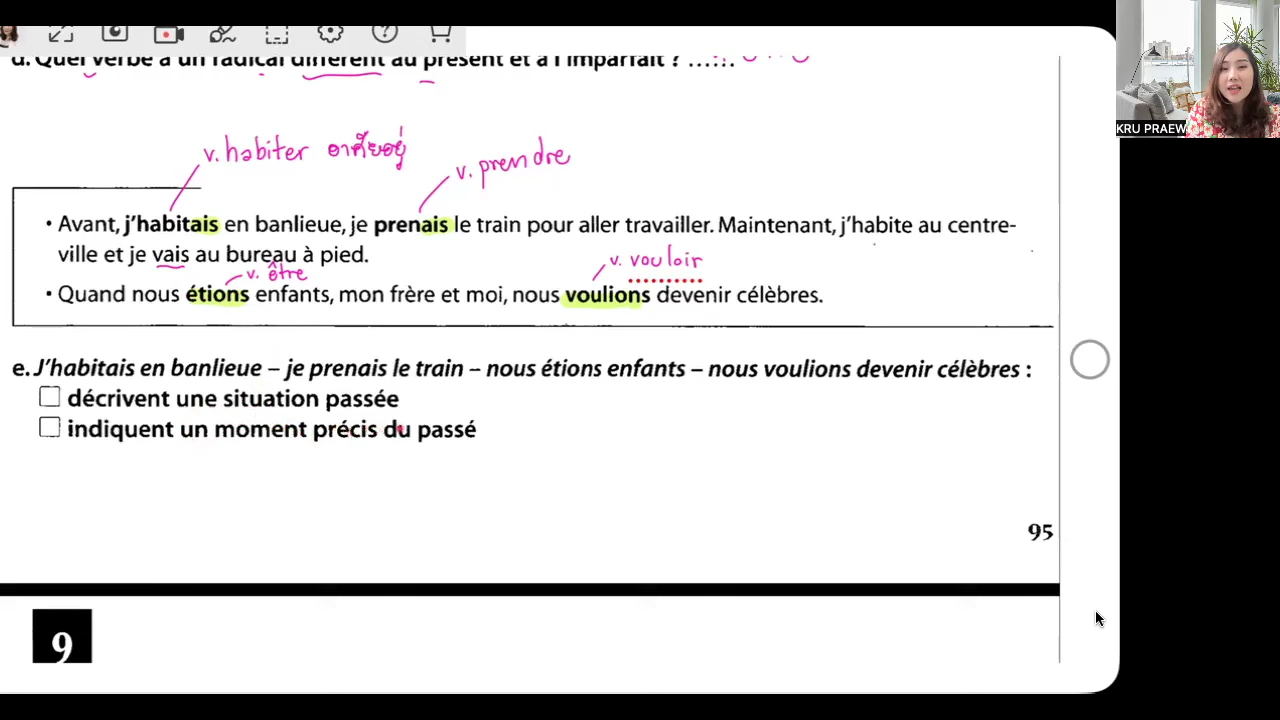 d. Quel verbe a un radical différent au présent et à l'imparfait ? ......
v. habiter อาศัยอยู่
v. prendre
KRU PRAEW
• Avant, j'habitais en banlieue, je prenais le train pour aller travailler. Maintenant, j'habite au centre-
ville et je vais au bureau à pied.
v. être
v. vouloir
• Quand nous étions enfants, mon frère et moi, nous voulions devenir célèbres.
e. J'habitais en banlieue – je prenais le train – nous étions enfants – nous voulions devenir célèbres :
décrivent une situation passée
indiquent un moment précis du passé
95
9